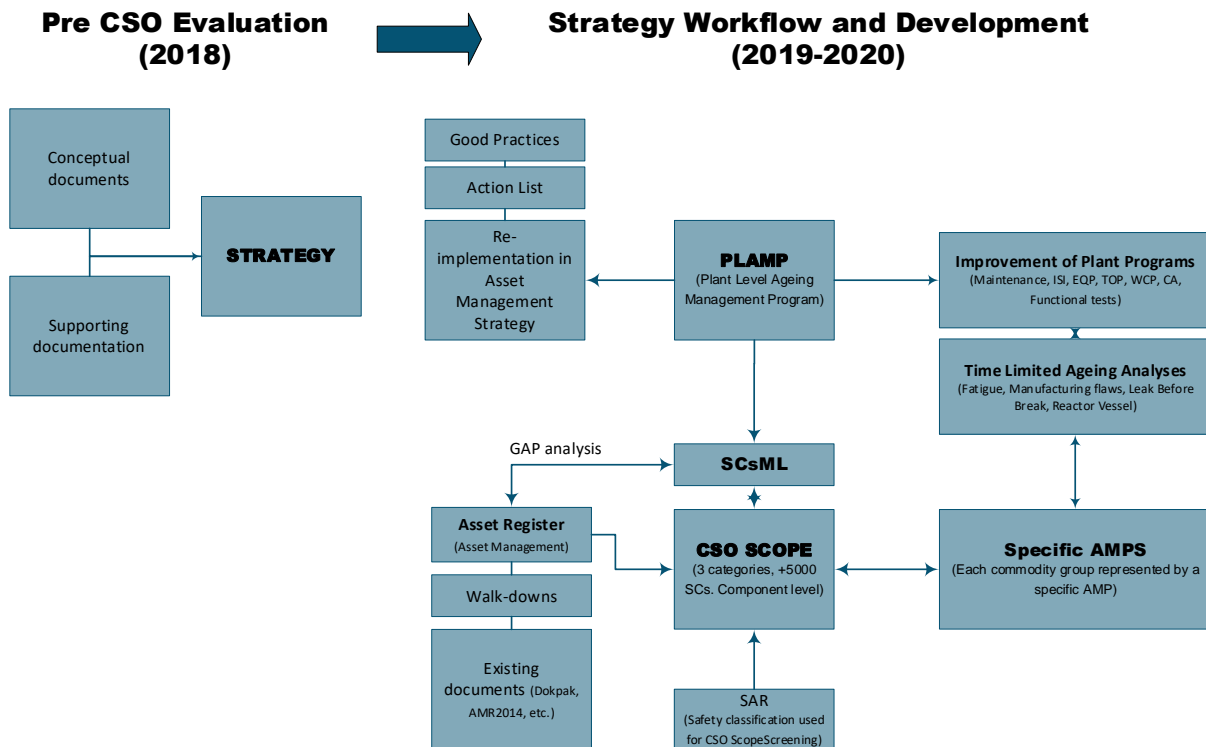 Pre CSO Evaluation
(2018)
Strategy Workflow and Development
(2019-2020)
Conceptual
documents
STRATEGY
Supporting
documentation
Good Practices
Action List
Re-
implementation in
Asset
Management
Strategy
PLAMP
(Plant Level Ageing
Management Program)
Improvement of Plant Programs
(Maintenance, ISI, EQP, TOP, WCP, CA,
Functional tests)
Time Limited Ageing Analyses
(Fatigue, Manufacturing flaws, Leak Before
Break, Reactor Vessel)
GAP analysis
SCsML
Asset Register
(Asset Management)
Walk-downs
Existing
documents (Dokpak,
AMR2014, etc.)
CSO SCOPE
(3 categories, +5000
SCs. Component level)
Specific AMPS
(Each commodity group represented by a
specific AMP)
SAR
(Safety classification used
for CSO ScopeScreening)